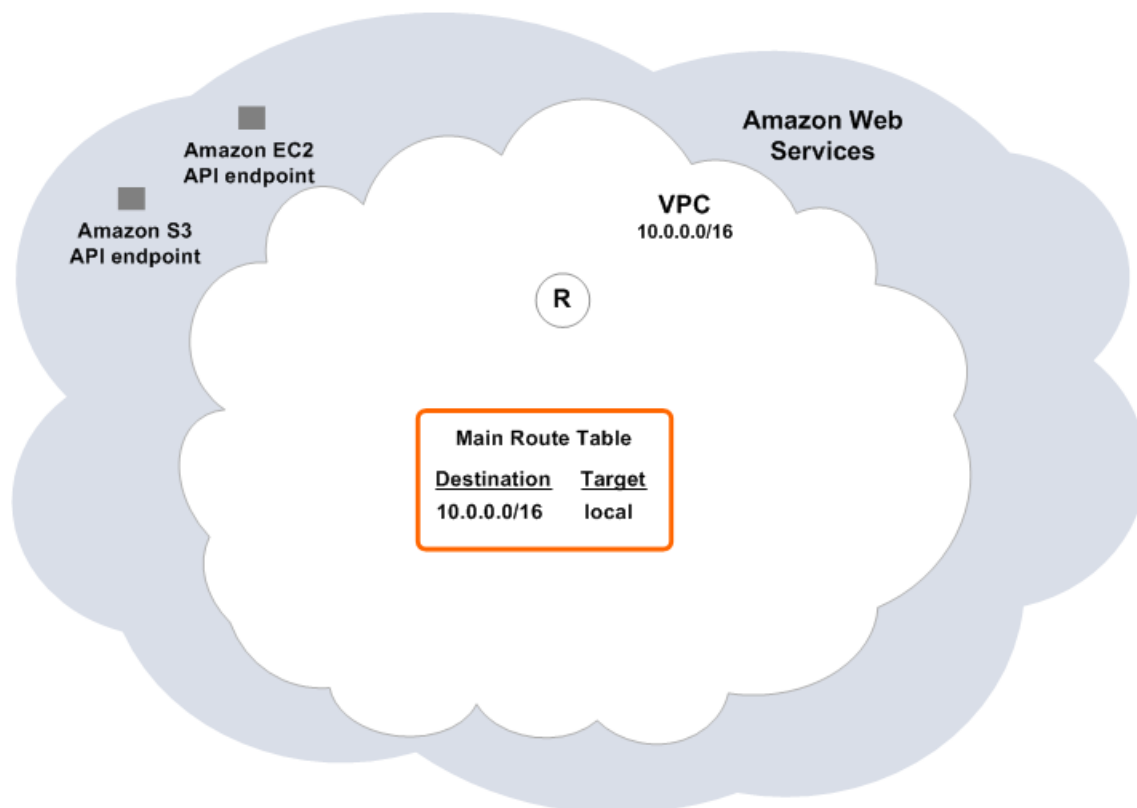 Amazon EC2
API endpoint
Amazon S3
API endpoint
Amazon Web
Services
VPC
10.0.0.0/16
R
Main Route Table
Destination Target
10.0.0.0/16 local